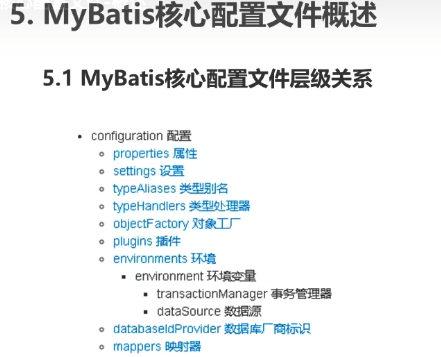 5. MyBatis核心配置文件概述
5.1 MyBatis核心配置文件层级关系
configuration 配置
properties 属性
settings 设置
typeAliases 类型别名
typeHandlers 类型处理器
objectFactory 对象工厂
plugins 插件
environments 环境
environment 环境变量
transactionManager 事务管理器
dataSource 数据源
databaseIdProvider 数据库厂商标识
mappers 映射器